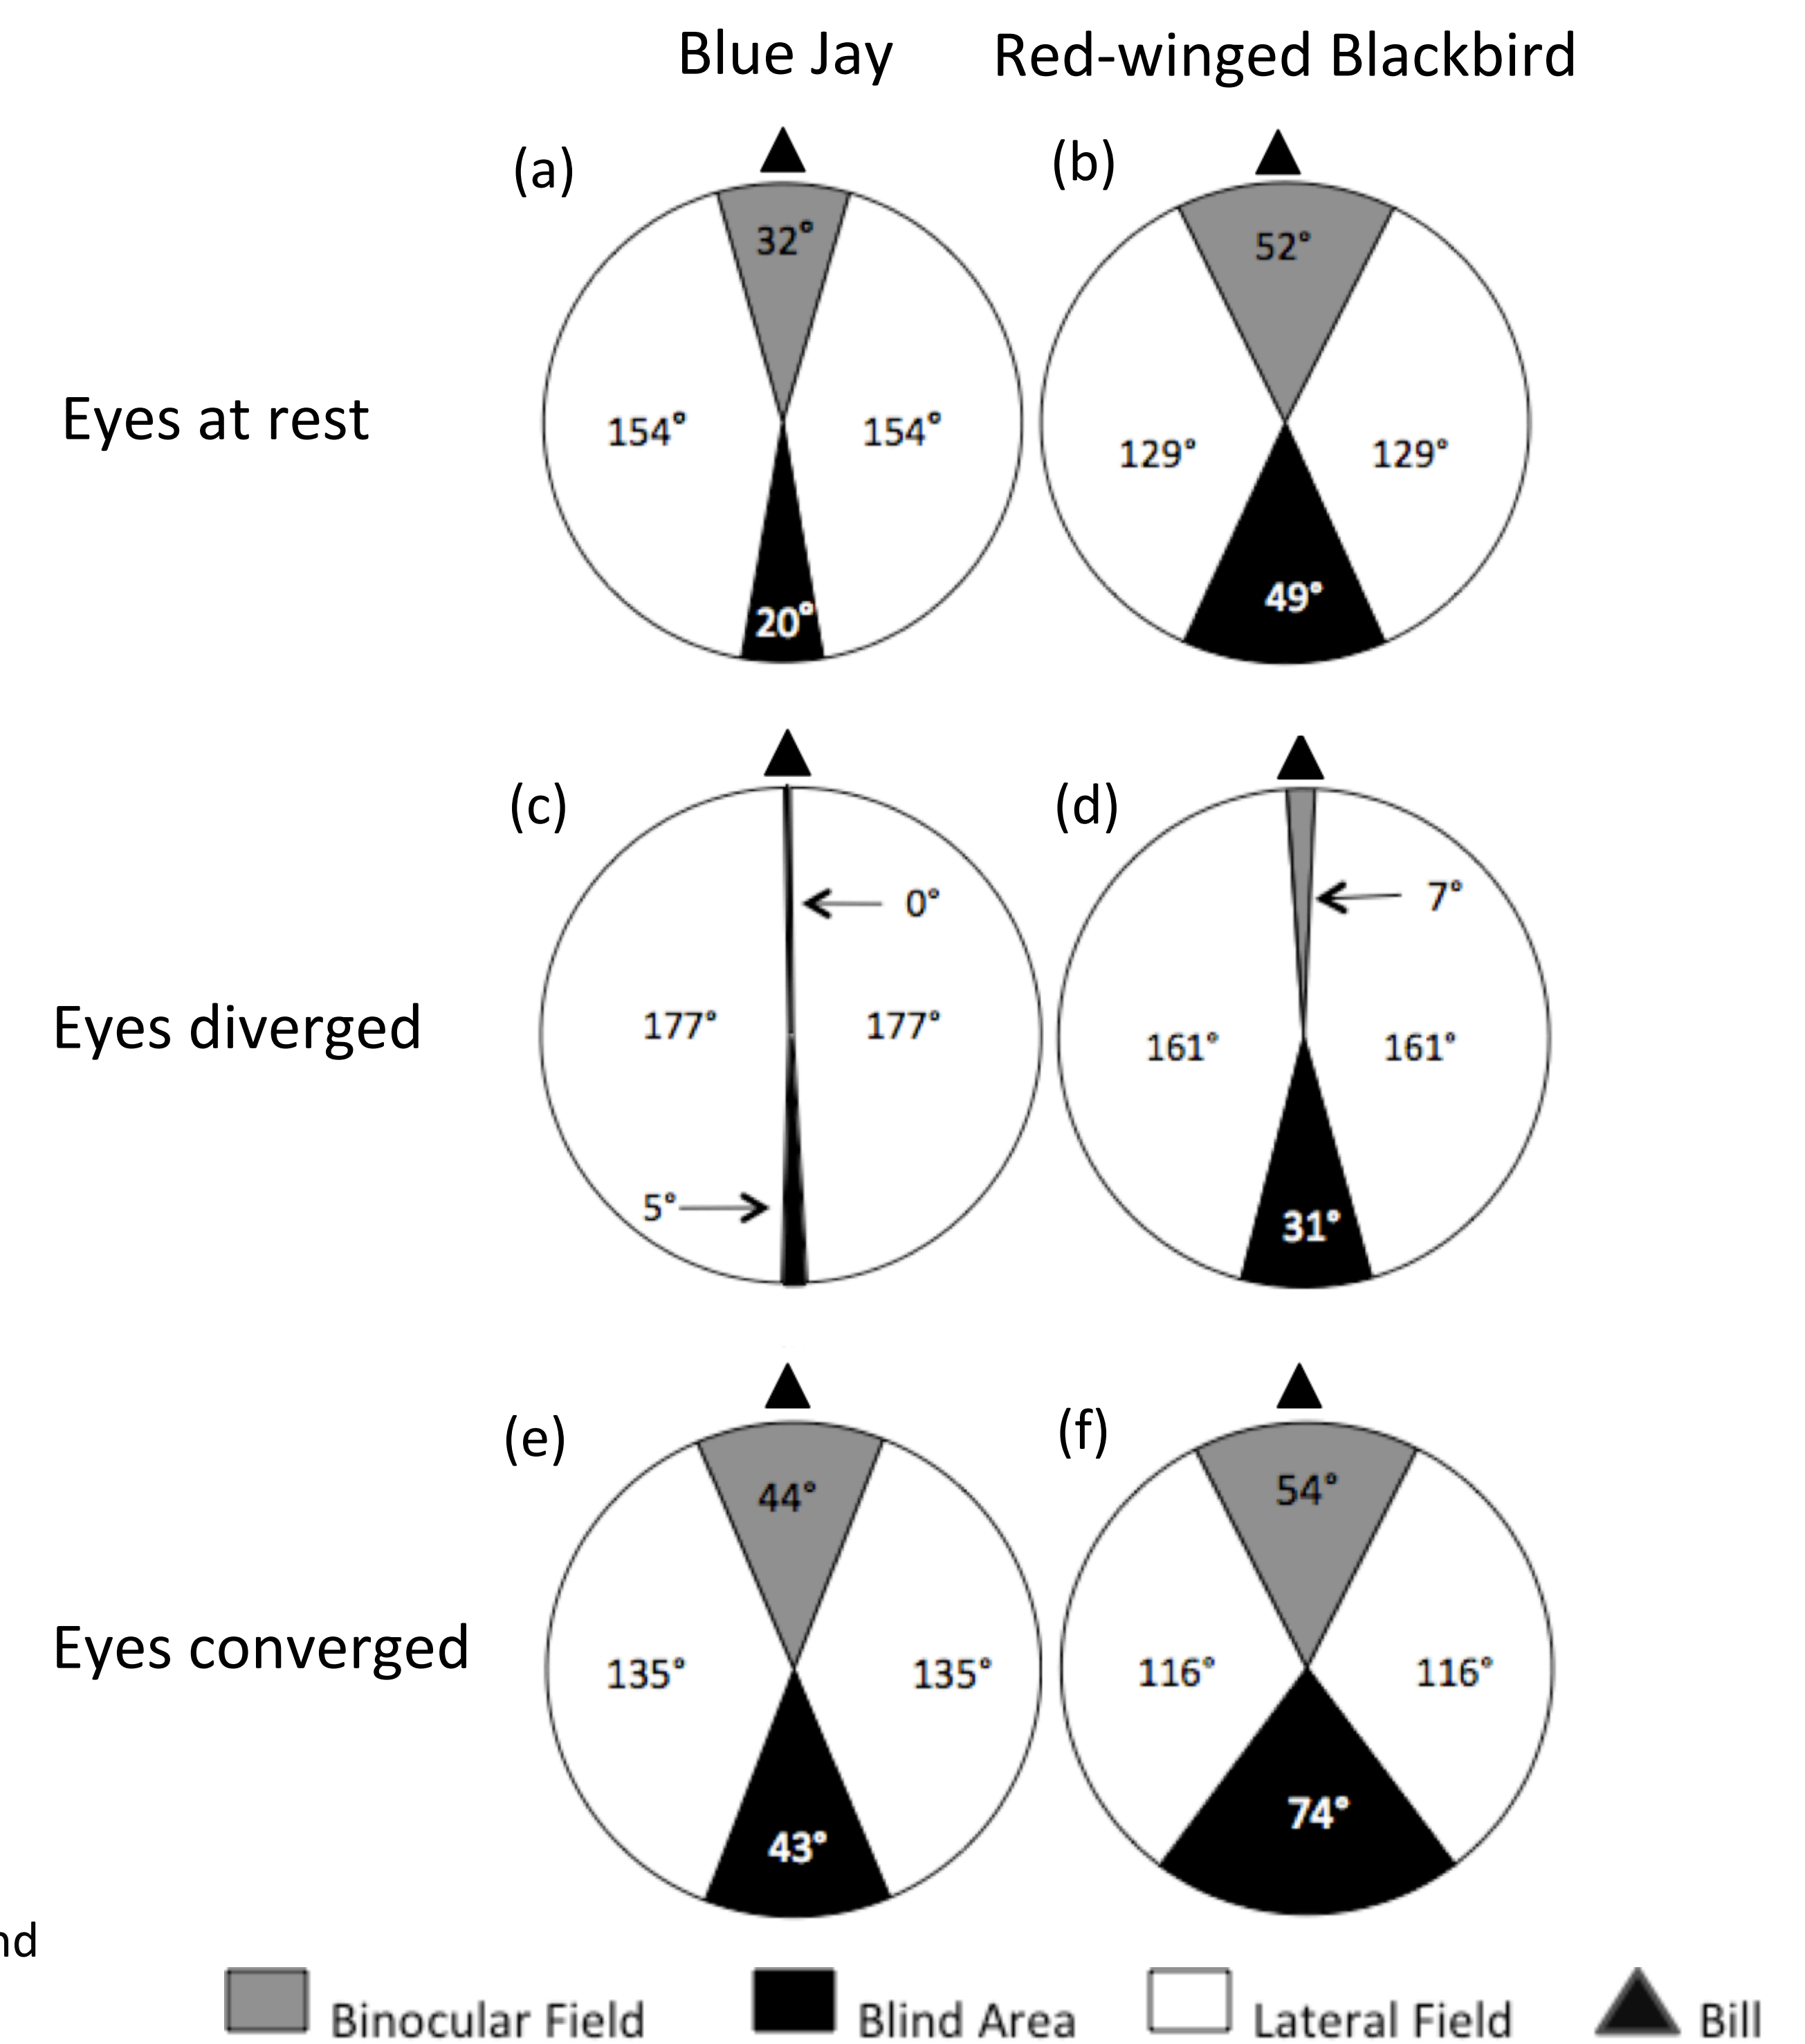 Blue Jay Red-winged Blackbird
(a) (b)
32° 52°
Eyes at rest
154° 154° 129° 129°
20° 49°
(c) (d)
0° 7°
Eyes diverged
177° 177° 161° 161°
5° 31°
(e) (f)
44° 54°
Eyes converged
135° 135° 116° 116°
43° 74°
nd
Binocular Field Blind Area Lateral Field Bill